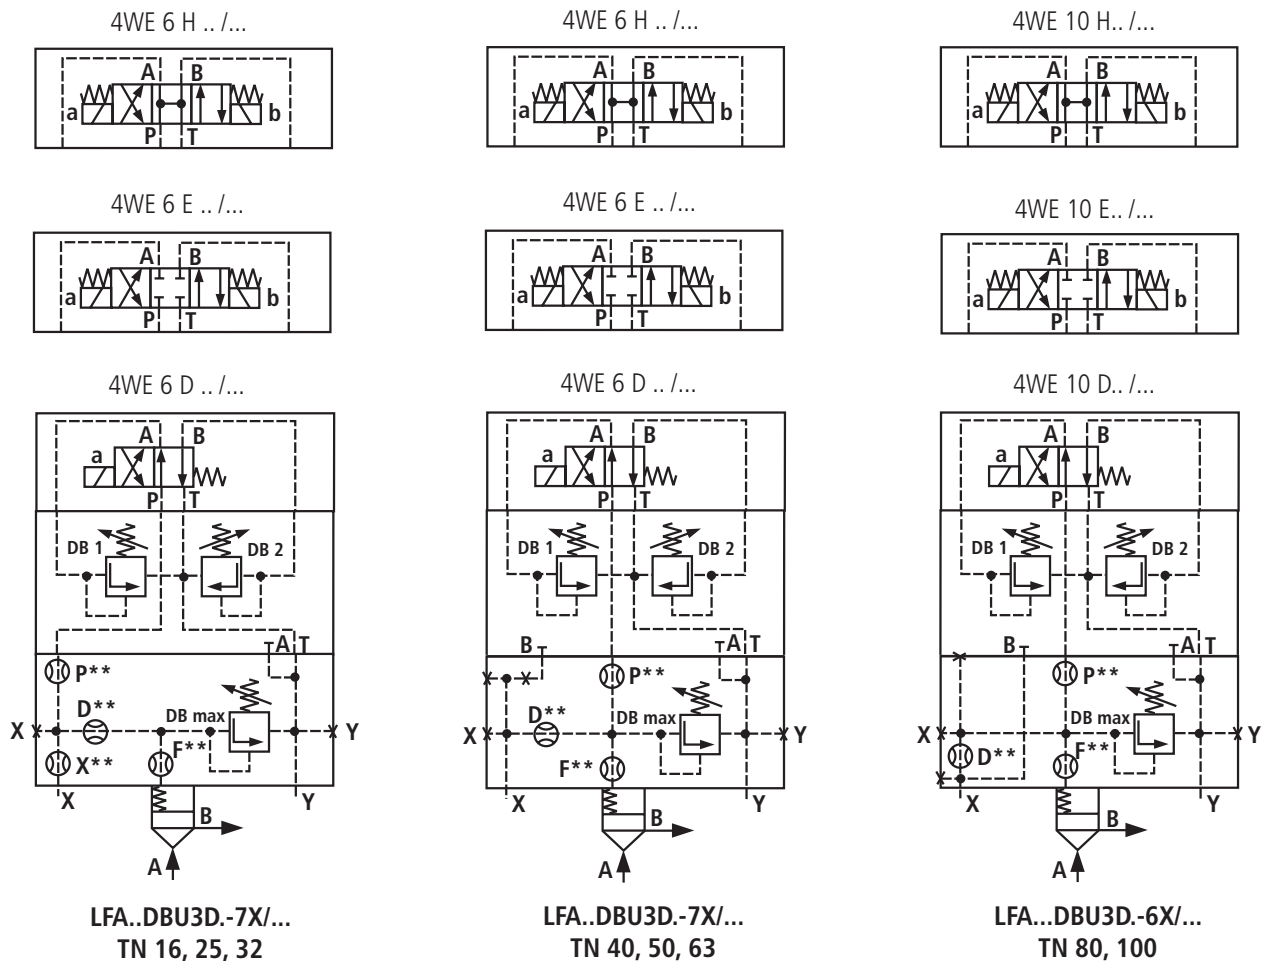 4WE 6 H .. /...
A B
a b
P T
4WE 6 E .. /...
A B
a b
P T
4WE 6 D .. /...
A B
a
P T
DB 1 DB 2
A T
P**
D** DB max
X Y
X** F**
X Y
B
A
LFA..DBU3D.-7X/...
TN 16, 25, 32
4WE 6 H .. /...
A B
a b
P T
4WE 6 E .. /...
A B
a b
P T
4WE 6 D .. /...
A B
a
P T
DB 1 DB 2
B A T
P**
D** DB max
X Y
F**
X Y
B
A
LFA..DBU3D.-7X/...
TN 40, 50, 63
4WE 10 H.. /...
A B
a b
P T
4WE 10 E.. /...
A B
a b
P T
4WE 10 D.. /...
A B
a
P T
DB 1 DB 2
B A T
P**
DB max
X Y
D** F**
X Y
B
A
LFA...DBU3D.-6X/...
TN 80, 100